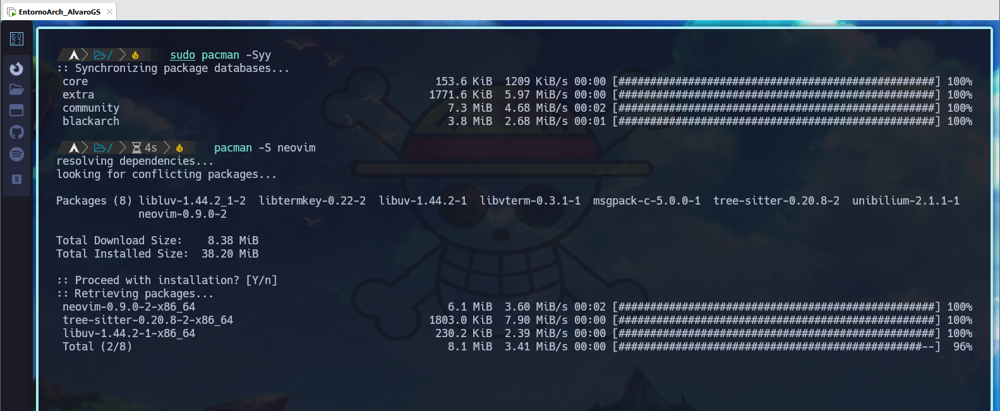 EntornoArch_AlvaroGS
sudo pacman -Syy
:: Synchronizing package databases...
core 153.6 KiB 1209 KiB/s 00:00 [##################################################] 100%
extra 1771.6 KiB 5.97 MiB/s 00:00 [##################################################] 100%
community 7.3 MiB 4.68 MiB/s 00:02 [##################################################] 100%
blackarch 3.8 MiB 2.68 MiB/s 00:01 [##################################################] 100%
/ 4s pacman -S neovim
resolving dependencies...
looking for conflicting packages...
Packages (8) libluv-1.44.2_1-2 libtermkey-0.22-2 libuv-1.44.2-1 libvterm-0.3.1-1 msgpack-c-5.0.0-1 tree-sitter-0.20.8-2 unibilium-2.1.1-1
neovim-0.9.0-2
Total Download Size: 8.38 MiB
Total Installed Size: 38.20 MiB
:: Proceed with installation? [Y/n]
:: Retrieving packages...
neovim-0.9.0-2-x86_64 6.1 MiB 3.60 MiB/s 00:02 [##################################################] 100%
tree-sitter-0.20.8-2-x86_64 1803.0 KiB 7.90 MiB/s 00:00 [##################################################] 100%
libuv-1.44.2-1-x86_64 230.2 KiB 2.39 MiB/s 00:00 [##################################################] 100%
Total (2/8) 8.1 MiB 3.41 MiB/s 00:00 [################################################--] 96%